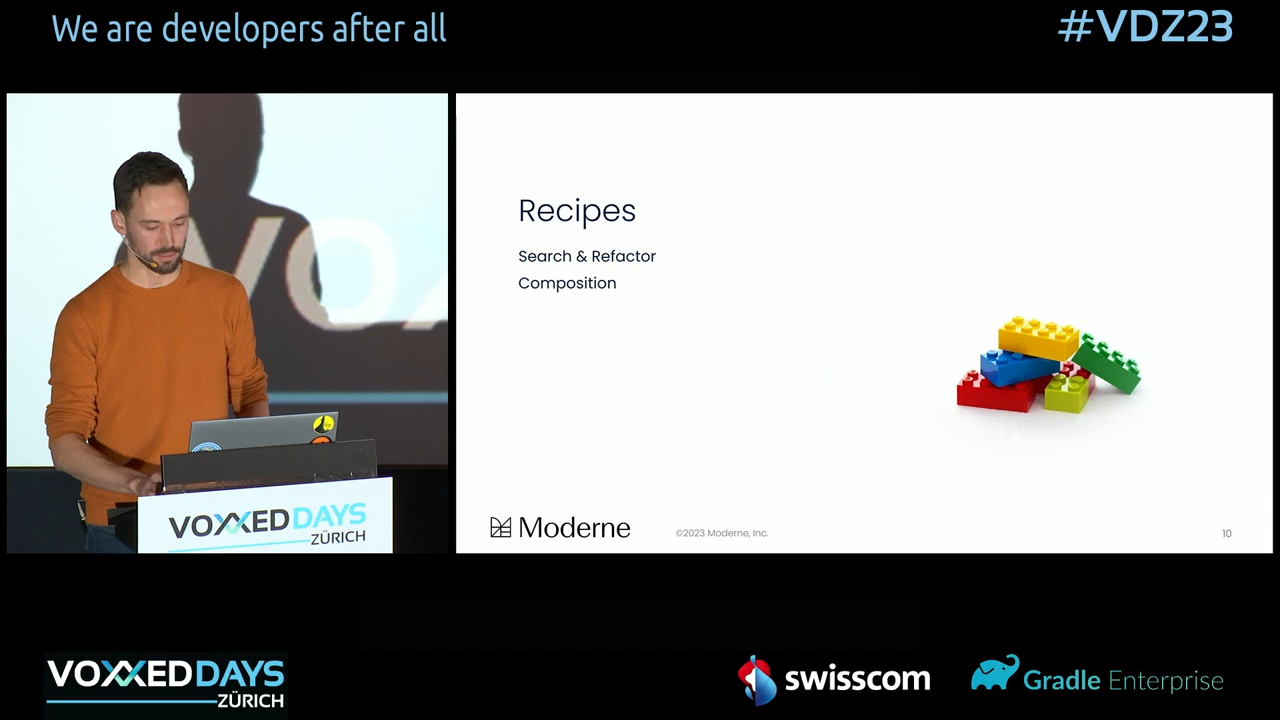 We are developers after all
#VDZ23
VOXX
Recipes
Search & Refactor
Composition
VOXXED DAYS
ZÜRICH
Moderne
©2023 Moderne, Inc.
10
VOXXED DAYS
ZÜRICH
swisscom
Gradle Enterprise